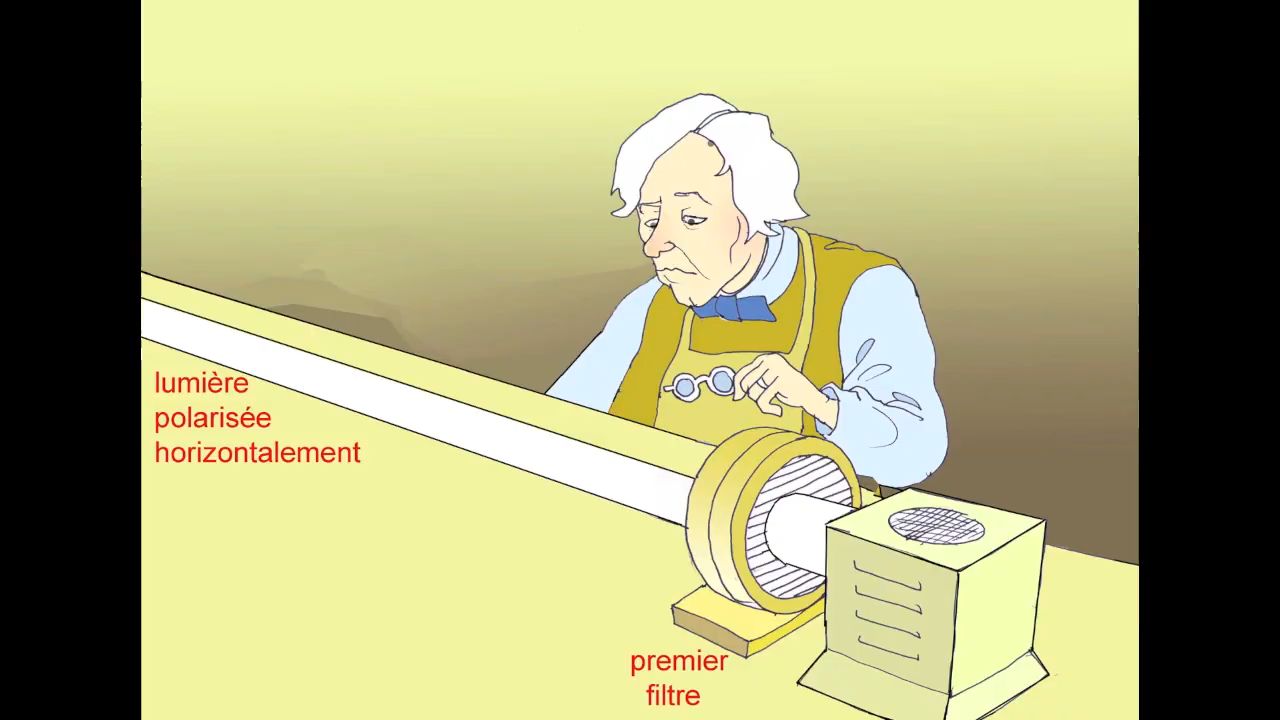 lumière
polarisée
horizontalement
premier
filtre